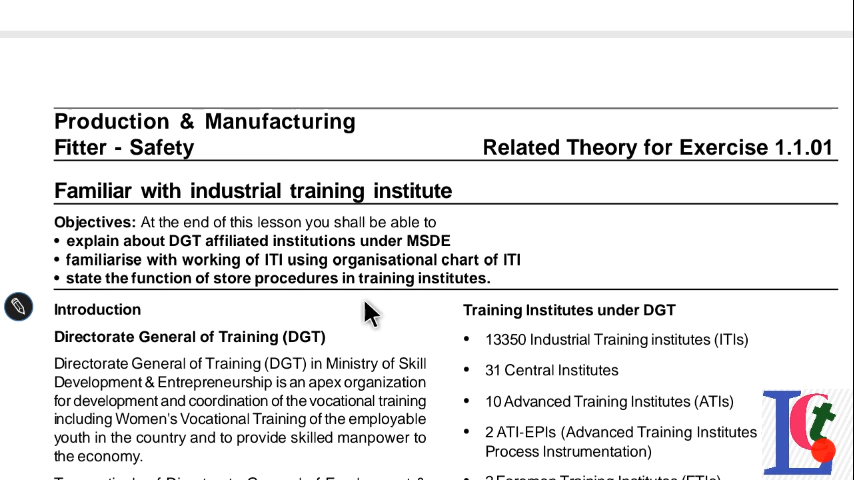 Production & Manufacturing
Fitter - Safety
Related Theory for Exercise 1.1.01
Familiar with industrial training institute
Objectives: At the end of this lesson you shall be able to
• explain about DGT affiliated institutions under MSDE
• familiarise with working of ITI using organisational chart of ITI
• state the function of store procedures in training institutes.
Introduction
Directorate General of Training (DGT)
Directorate General of Training (DGT) in Ministry of Skill
Development & Entrepreneurship is an apex organization
for development and coordination of the vocational training
including Women's Vocational Training of the employable
youth in the country and to provide skilled manpower to
the economy.
Training Institutes under DGT
• 13350 Industrial Training institutes (ITIs)
• 31 Central Institutes
• 10 Advanced Training Institutes (ATIs)
• 2 ATI-EPIs (Advanced Training Institutes
Process Instrumentation)
Lct